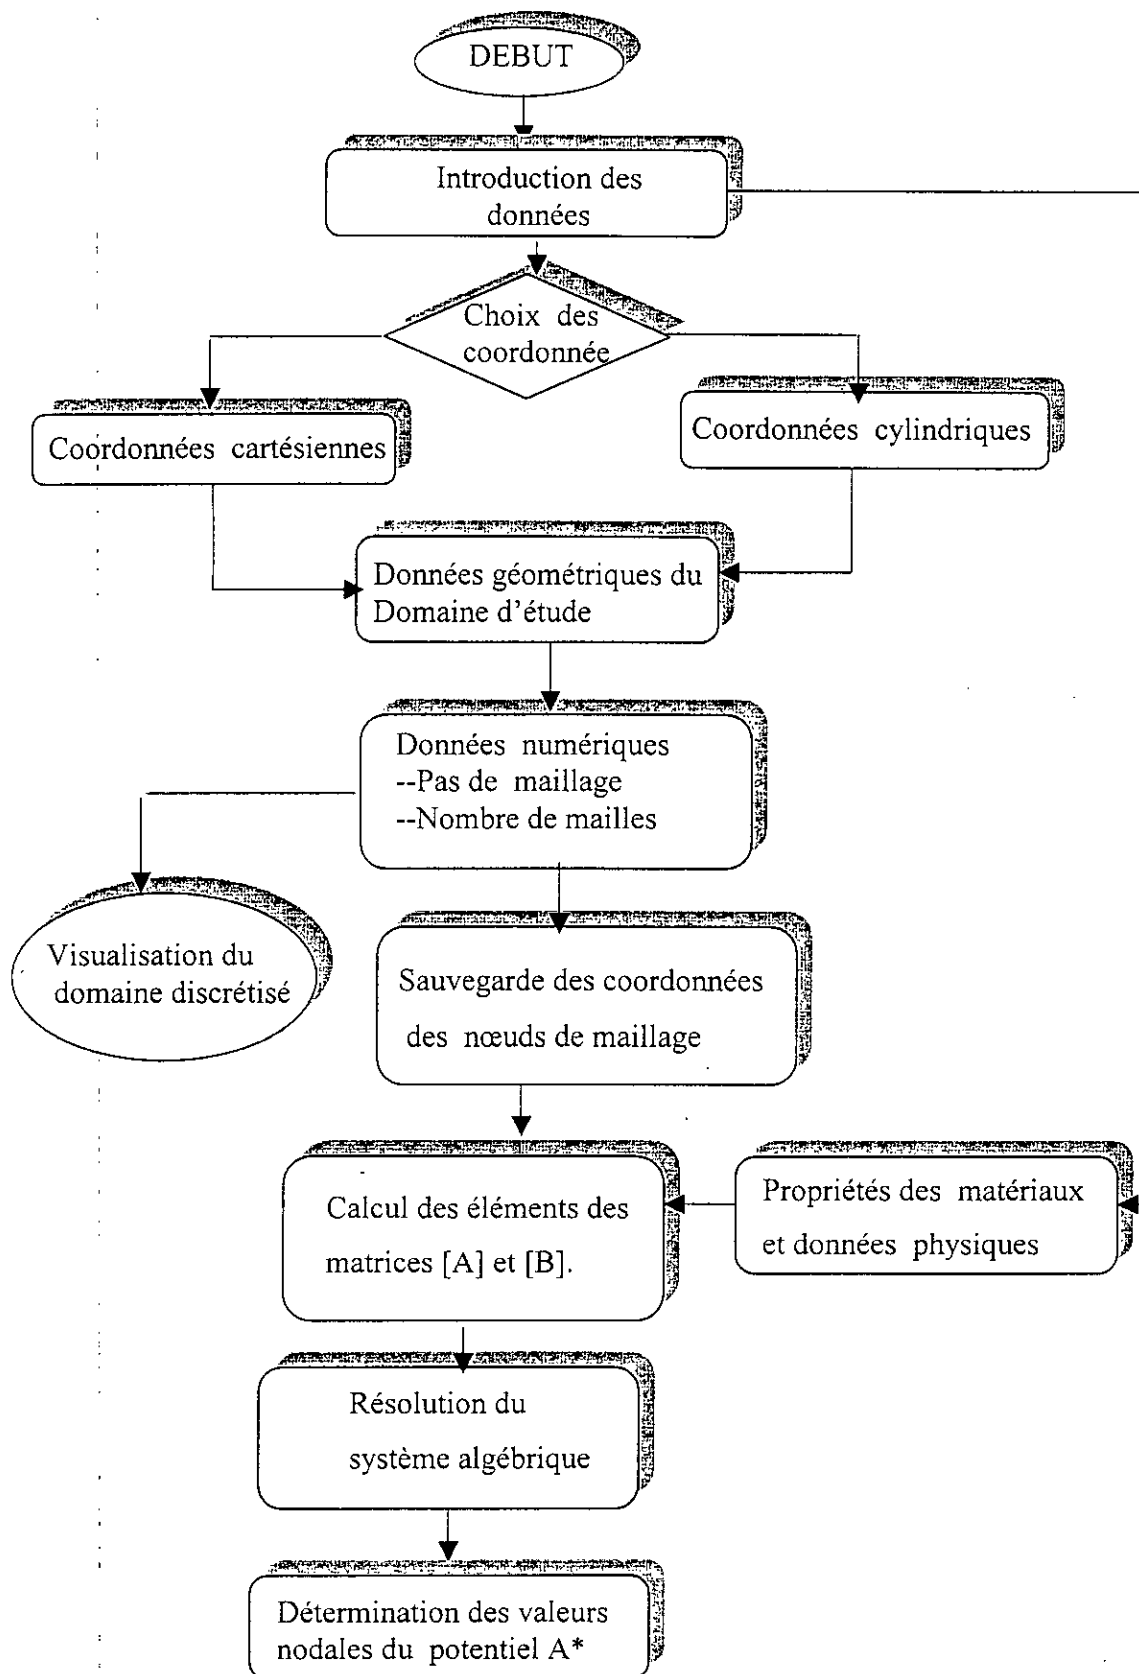 DEBUT
Introduction des
données
Choix des
coordonnée
Coordonnées cartésiennes
Coordonnées cylindriques
Données géométriques du
Domaine d'étude
Données numériques
--Pas de maillage
--Nombre de mailles
Visualisation du
domaine discrétisé
Sauvegarde des coordonnées
des nœuds de maillage
Calcul des éléments des
matrices [A] et [B].
Propriétés des matériaux
et données physiques
Résolution du
système algébrique
Détermination des valeurs
nodales du potentiel A*